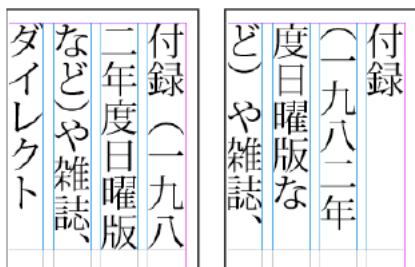 付録（一九八
二年度日曜版
など）や雑誌、
ダイレクト
付録
（一九八二年
度日曜版な
ど）や雑誌、